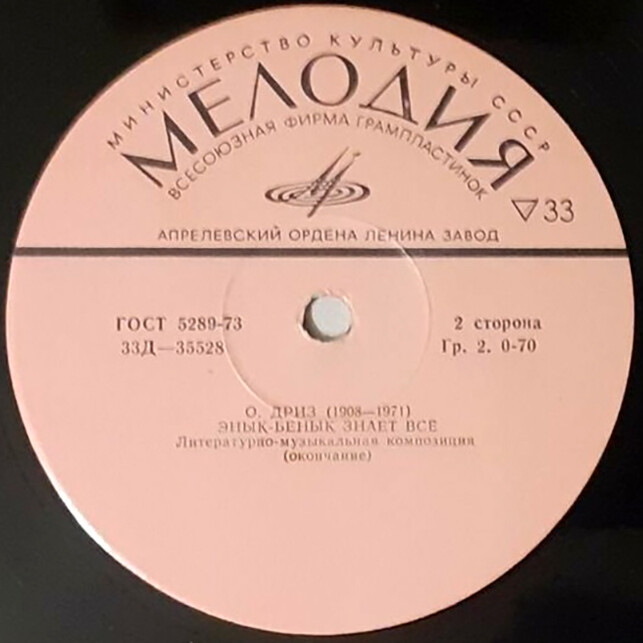 МИНИСТЕРСТВО КУЛЬТУРЫ СССР
МЕЛОДИЯ
ВСЕСОЮЗНАЯ ФИРМА ГРАМПЛАСТИНОК
33
АПРЕЛЕВСКИЙ ОРДЕНА ЛЕНИНА ЗАВОД
ГОСТ 5289-73
2 сторона
33Д—35528
Гр. 2. 0-70
О. ДРИЗ (1908—1971)
ЭНЫК-БЕНЫК ЗНАЕТ ВСЕ
Литературно-музыкальная композиция
(окончание)